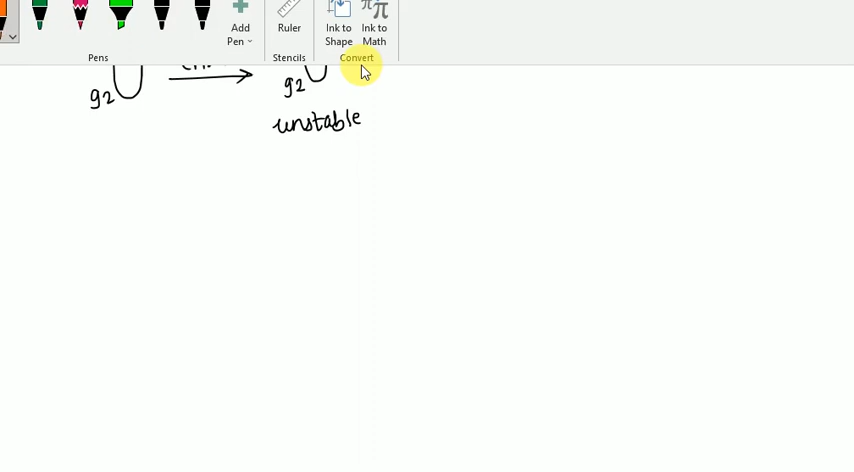 Add Pen
Ruler
Ink to Shape
Ink to Math
Pens
Stencils
Convert
g2
g2
unstable